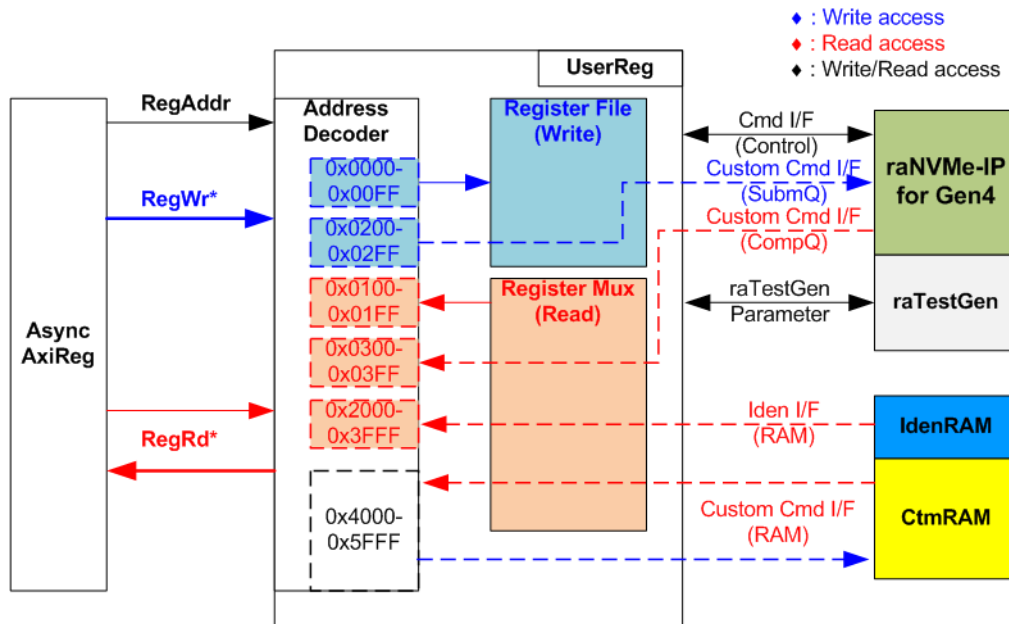 ♦ : Write access
♦ : Read access
♦ : Write/Read access
UserReg
RegAddr
Address
Decoder
Register File
(Write)
Cmd I/F
(Control)
raNVMe-IP
for Gen4
0x0000-
0x00FF
Custom Cmd I/F
(SubmQ)
RegWr*
0x0200-
0x02FF
Custom Cmd I/F
(CompQ)
0x0100-
0x01FF
Register Mux
(Read)
raTestGen
Parameter
raTestGen
Async
AxiReg
0x0300-
0x03FF
0x2000-
0x3FFF
Iden I/F
(RAM)
IdenRAM
RegRd*
0x4000-
0x5FFF
Custom Cmd I/F
(RAM)
CtmRAM